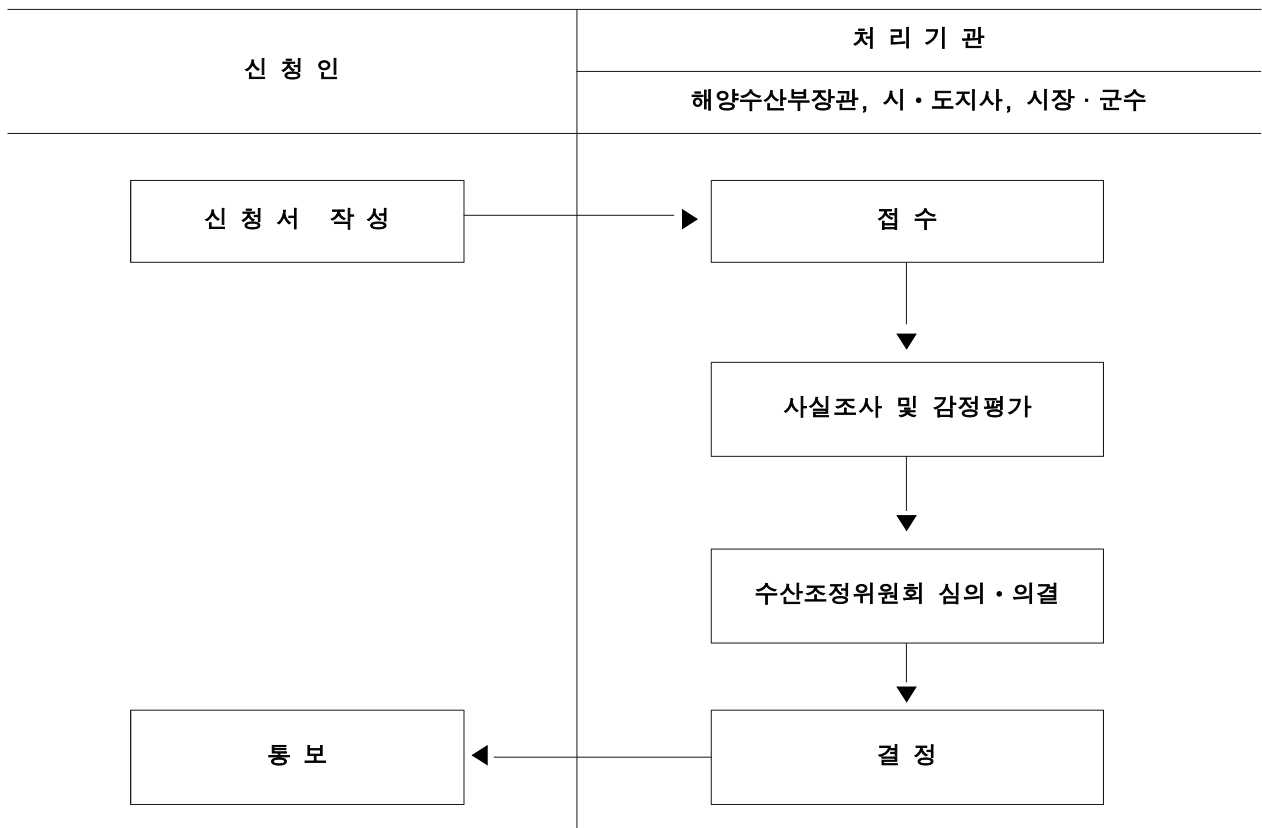 신 청 인
처 리 기 관
해양수산부장관, 시 • 도지사, 시장 · 군수
신 청 서 작 성
접 수
사실조사 및 감정평가
수산조정위원회 심의 • 의결
통 보
결 정